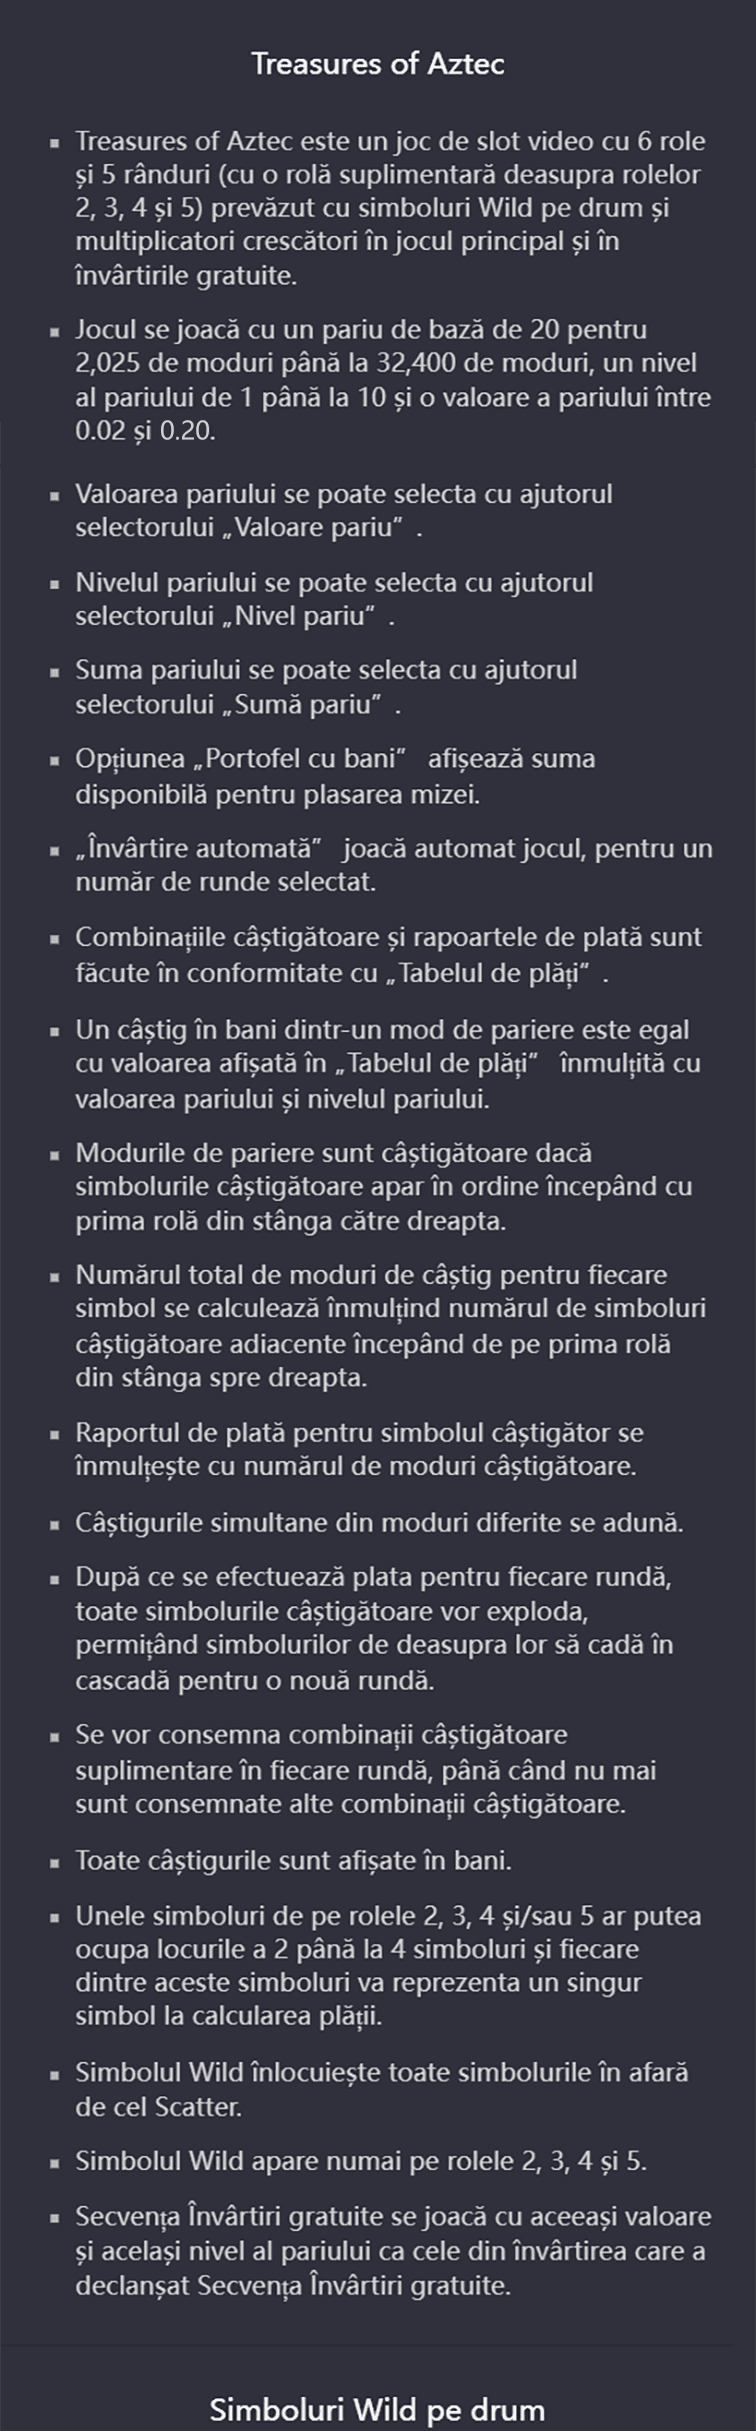 Treasures of Aztec
▪ Treasures of Aztec este un joc de slot video cu 6 role
și 5 rânduri (cu o rolă suplimentară deasupra rolelor
2, 3, 4 și 5) prevăzut cu simboluri Wild pe drum și
multiplicatori crescători în jocul principal și în
învârtirile gratuite.
▪ Jocul se joacă cu un pariu de bază de 20 pentru
2,025 de moduri până la 32,400 de moduri, un nivel
al pariului de 1 până la 10 și o valoare a pariului între
0.02 și 0.20.
▪ Valoarea pariului se poate selecta cu ajutorul
selectorului „Valoare pariu” .
▪ Nivelul pariului se poate selecta cu ajutorul
selectorului „Nivel pariu” .
▪ Suma pariului se poate selecta cu ajutorul
selectorului „Sumă pariu” .
▪ Opțiunea „Portofel cu bani” afișează suma
disponibilă pentru plasarea mizei.
▪ „Învârtire automată” joacă automat jocul, pentru un
număr de runde selectat.
▪ Combinațiile câștigătoare și rapoartele de plată sunt
făcute în conformitate cu „Tabelul de plăți” .
▪ Un câștig în bani dintr-un mod de pariere este egal
cu valoarea afișată în „Tabelul de plăți” înmulțită cu
valoarea pariului și nivelul pariului.
▪ Modurile de pariere sunt câștigătoare dacă
simbolurile câștigătoare apar în ordine începând cu
prima rolă din stânga către dreapta.
▪ Numărul total de moduri de câștig pentru fiecare
simbol se calculează înmulțind numărul de simboluri
câștigătoare adiacente începând de pe prima rolă
din stânga spre dreapta.
▪ Raportul de plată pentru simbolul câștigător se
înmulțește cu numărul de moduri câștigătoare.
▪ Câștigurile simultane din moduri diferite se adună.
▪ După ce se efectuează plata pentru fiecare rundă,
toate simbolurile câștigătoare vor exploda,
permițând simbolurilor de deasupra lor să cadă în
cascadă pentru o nouă rundă.
▪ Se vor consemna combinații câștigătoare
suplimentare în fiecare rundă, până când nu mai
sunt consemnate alte combinații câștigătoare.
▪ Toate câștigurile sunt afișate în bani.
▪ Unele simboluri de pe rolele 2, 3, 4 și/sau 5 ar putea
ocupa locurile a 2 până la 4 simboluri și fiecare
dintre aceste simboluri va reprezenta un singur
simbol la calcularea plății.
▪ Simbolul Wild înlocuiește toate simbolurile în afară
de cel Scatter.
▪ Simbolul Wild apare numai pe rolele 2, 3, 4 și 5.
▪ Secvența Învârtiri gratuite se joacă cu aceeași valoare
și același nivel al pariului ca cele din învârtirea care a
declanșat Secvența Învârtiri gratuite.
Simboluri Wild pe drum